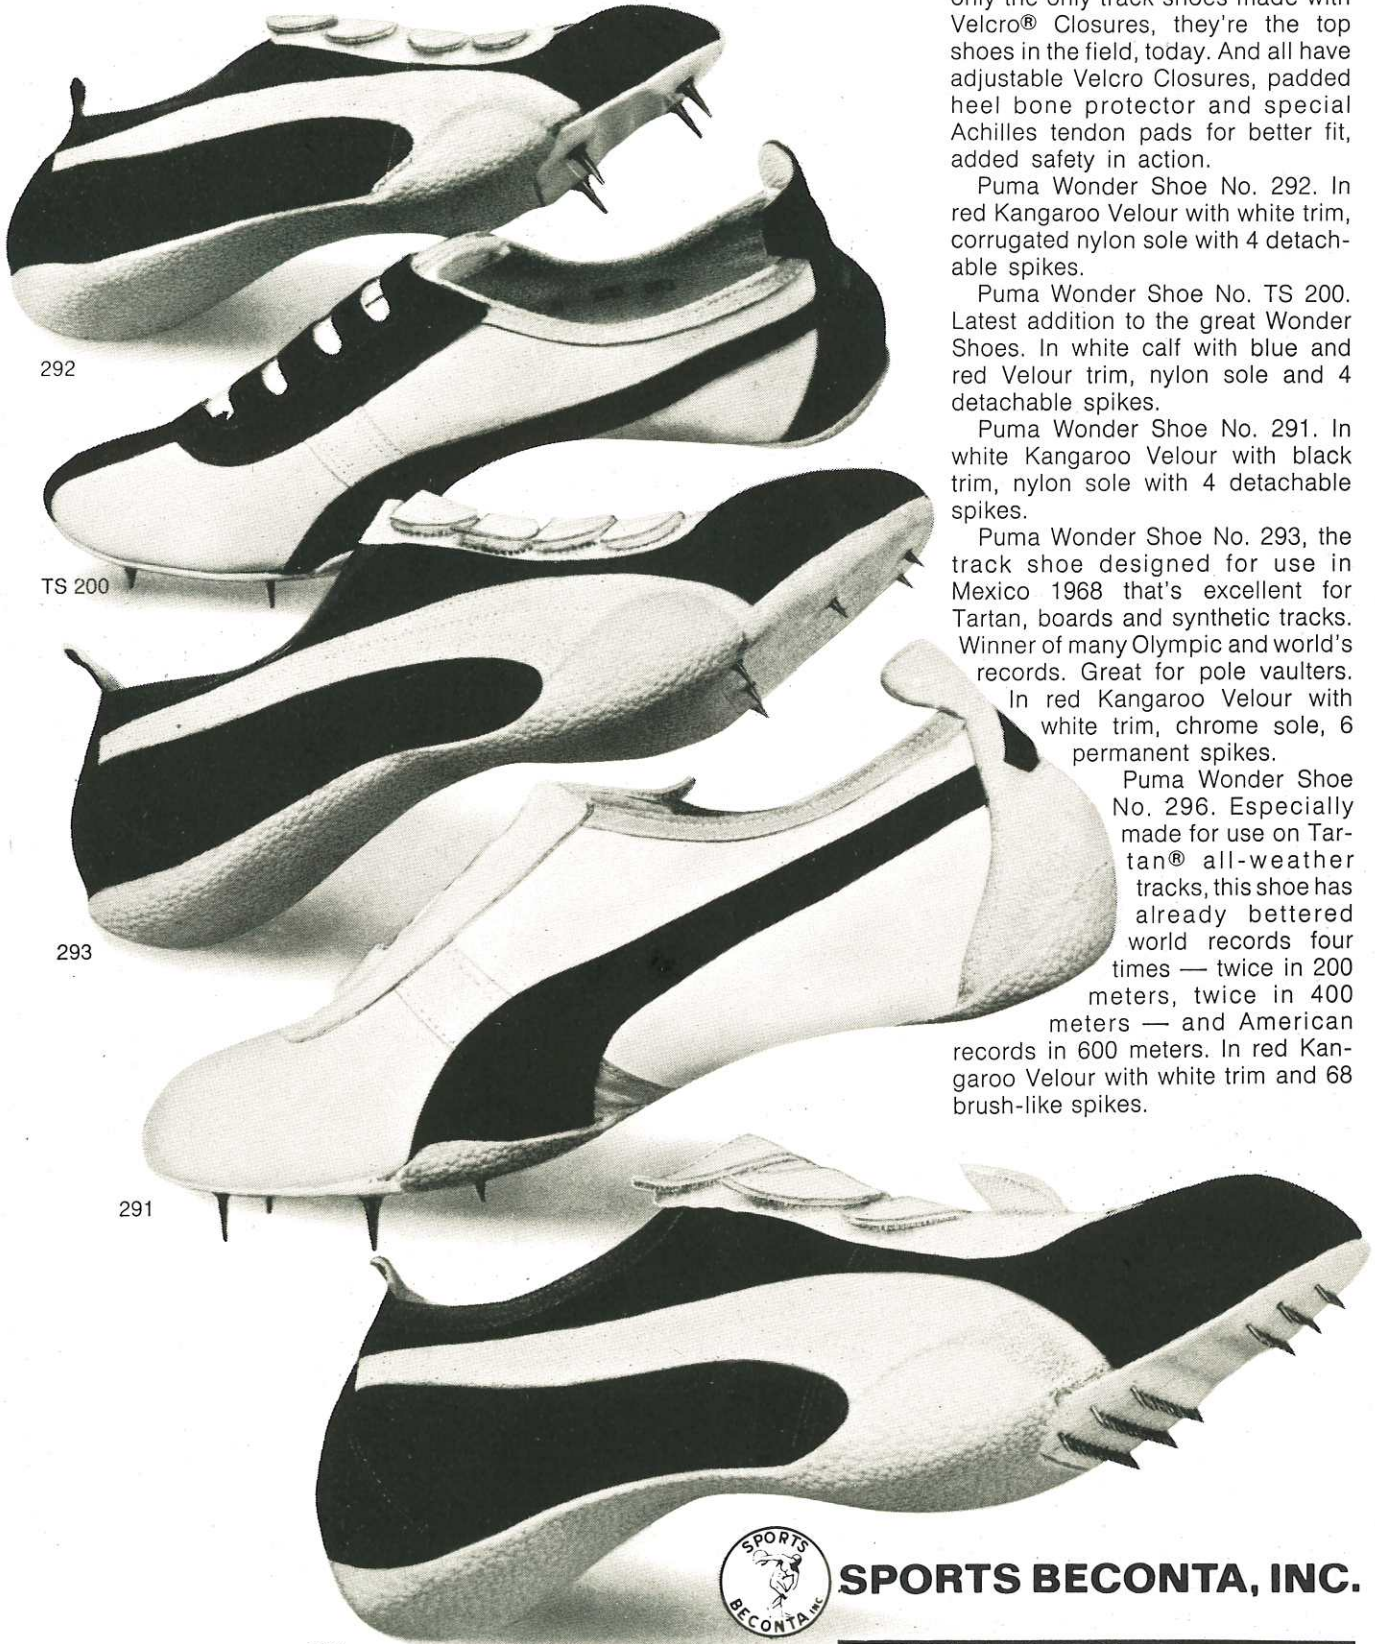 only the only track shoes made with
Velcro® Closures, they're the top
shoes in the field, today. And all have
adjustable Velcro Closures, padded
heel bone protector and special
Achilles tendon pads for better fit,
added safety in action.
Puma Wonder Shoe No. 292. In
red Kangaroo Velour with white trim,
corrugated nylon sole with 4 detach-
able spikes.
Puma Wonder Shoe No. TS 200.
Latest addition to the great Wonder
Shoes. In white calf with blue and
red Velour trim, nylon sole and 4
detachable spikes.
Puma Wonder Shoe No. 291. In
white Kangaroo Velour with black
trim, nylon sole with 4 detachable
spikes.
Puma Wonder Shoe No. 293, the
track shoe designed for use in
Mexico 1968 that's excellent for
Tartan, boards and synthetic tracks.
Winner of many Olympic and world's
records. Great for pole vaulters.
In red Kangaroo Velour with
white trim, chrome sole, 6
permanent spikes.
Puma Wonder Shoe
No. 296. Especially
made for use on Tar-
tan® all-weather
tracks, this shoe has
already bettered
world records four
times — twice in 200
meters, twice in 400
meters — and American
records in 600 meters. In red Kan-
garoo Velour with white trim and 68
brush-like spikes.
292
TS 200
293
291
SPORTS
BECONTA INC
SPORTS BECONTA, INC.